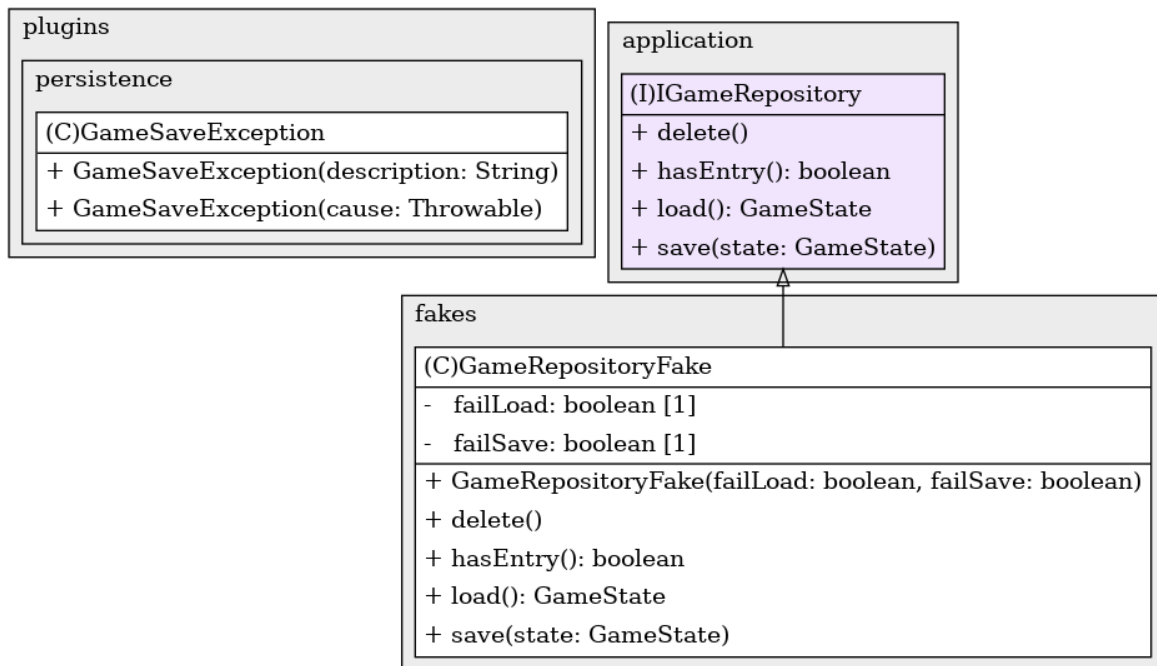 plugins
persistence
(C)GameSaveException
+ GameSaveException(description: String)
+ GameSaveException(cause: Throwable)
application
(I)IGameRepository
+ delete()
+ hasEntry(): boolean
+ load(): GameState
+ save(state: GameState)
fakes
(C)GameRepositoryFake
- failLoad: boolean [1]
- failSave: boolean [1]
+ GameRepositoryFake(failLoad: boolean, failSave: boolean)
+ delete()
+ hasEntry(): boolean
+ load(): GameState
+ save(state: GameState)